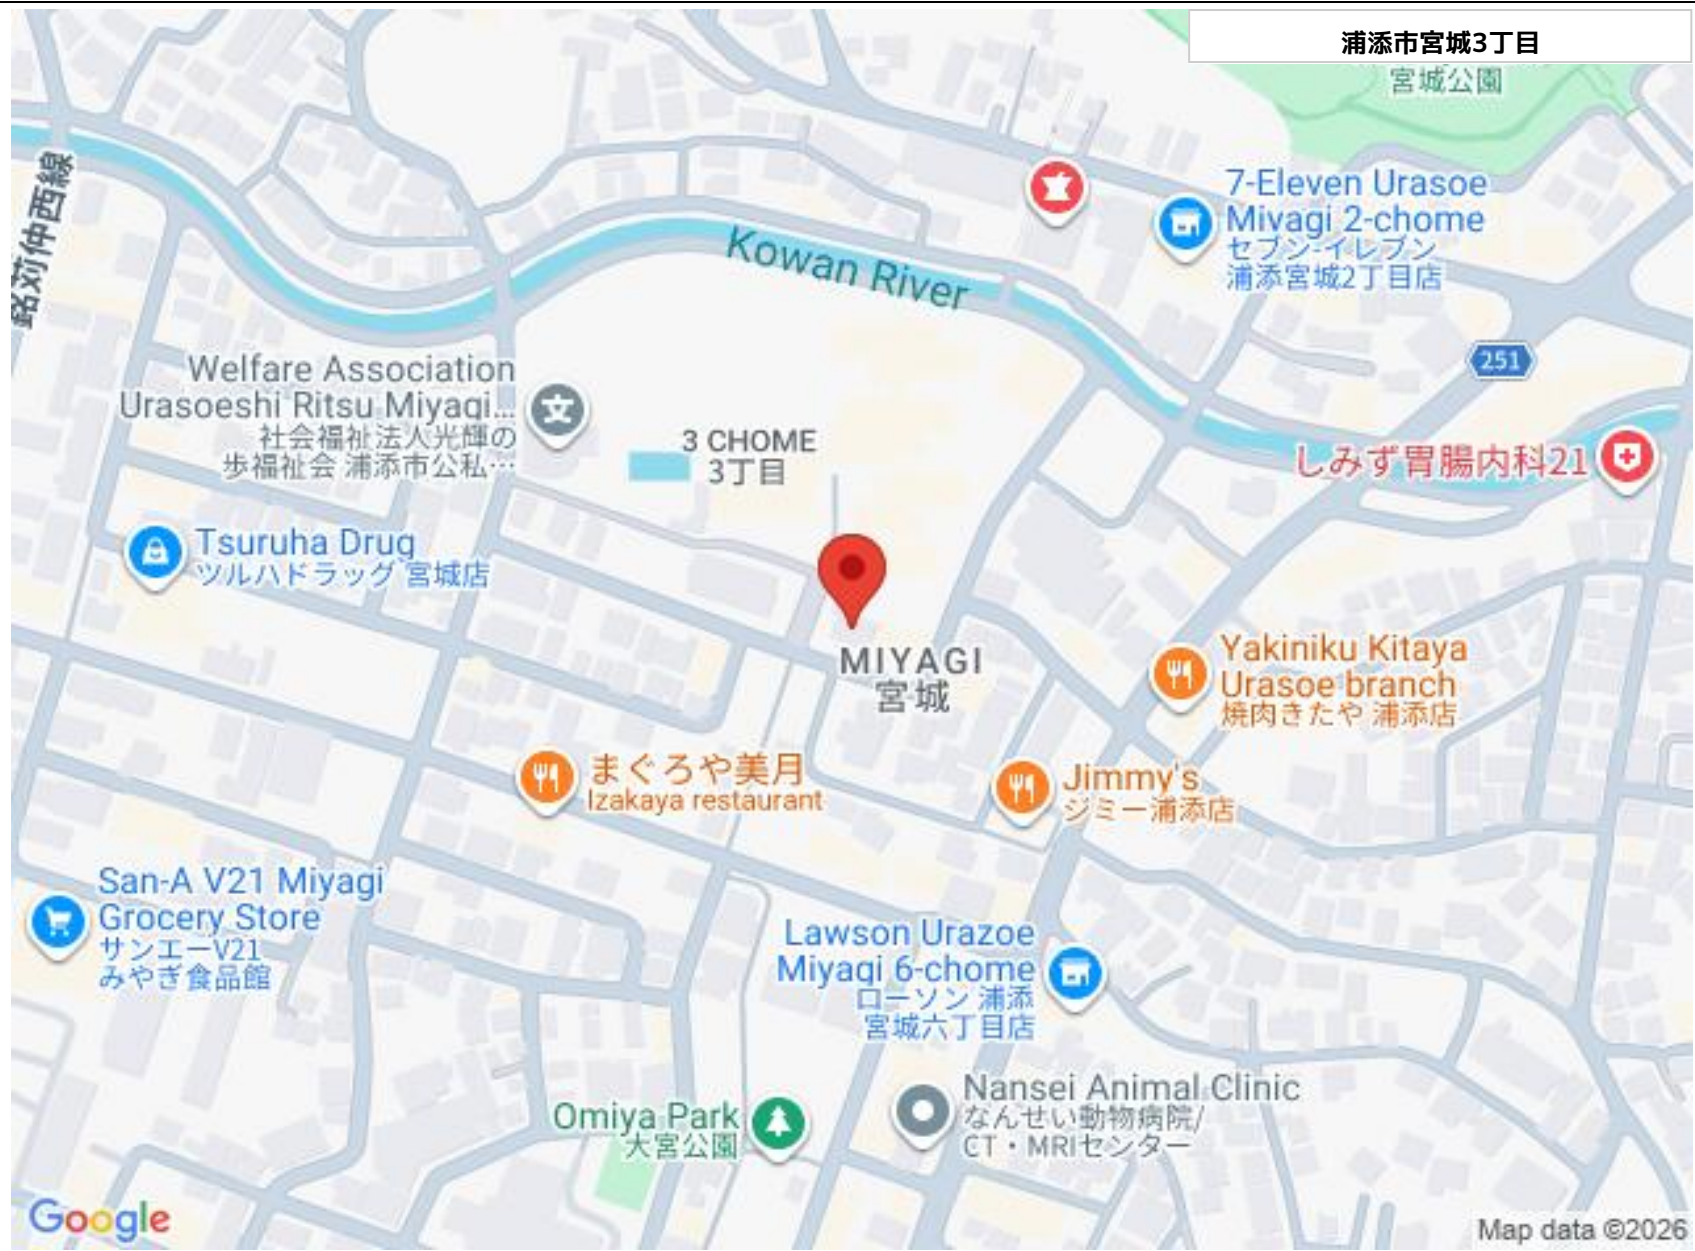 浦添市宮城3丁目
宮城公園
銘苅仲西線
7-Eleven Urasoe
Miyagi 2-chome
セブン-イレブン
浦添宮城2丁目店
Kowan River
251
Welfare Association
Urasoeshi Ritsu Miyagi...
社会福祉法人光輝の
歩福祉会 浦添市公私…
3 CHOME
3丁目
しみず胃腸内科21
Tsuruha Drug
ツルハドラッグ 宮城店
MIYAGI
宮城
Yakiniku Kitaya
Urasoe branch
焼肉きたや 浦添店
まぐろや美月
Izakaya restaurant
Jimmy's
ジミー浦添店
San-A V21 Miyagi
Grocery Store
サンエーV21
みやぎ食品館
Lawson Urazoe
Miyagi 6-chome
ローソン 浦添
宮城六丁目店
Omiya Park
大宮公園
Nansei Animal Clinic
なんせい動物病院/
CT・MRIセンター
Google
Map data ©2026